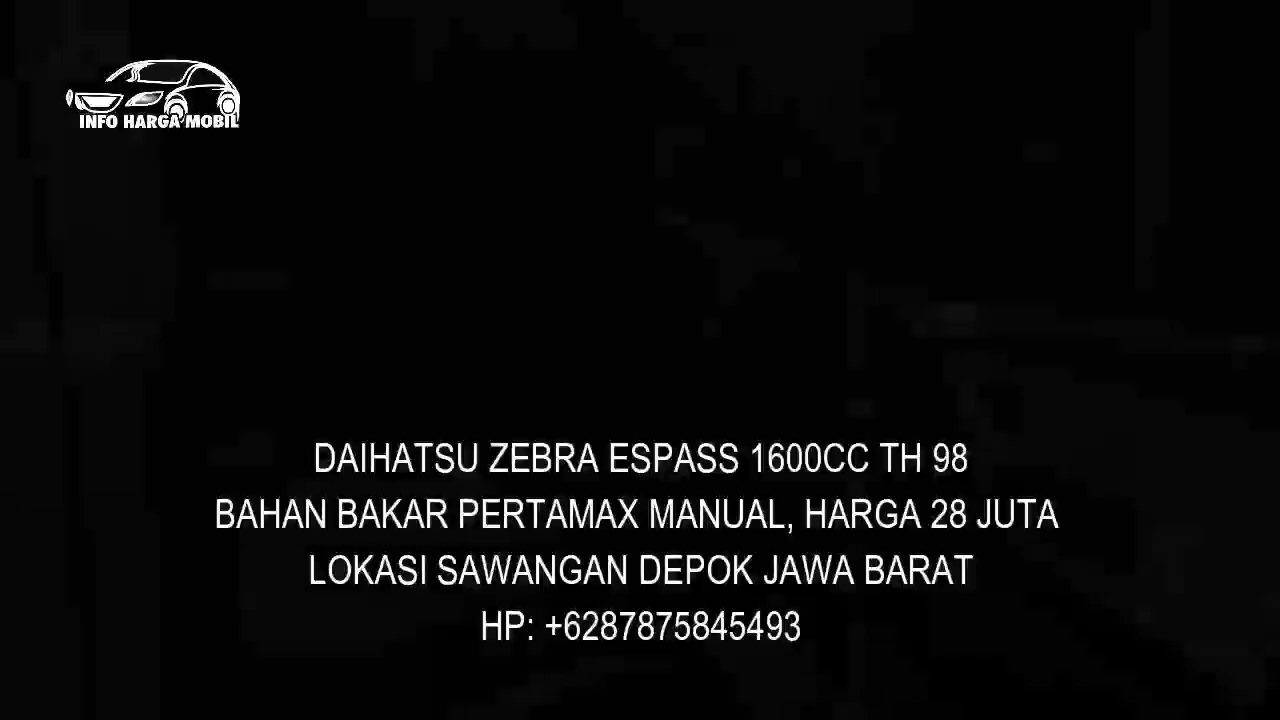 INFO HARGA MOBIL
DAIHATSU ZEBRA ESPASS 1600CC TH 98
BAHAN BAKAR PERTAMAX MANUAL, HARGA 28 JUTA
LOKASI SAWANGAN DEPOK JAWA BARAT
HP: +6287875845493